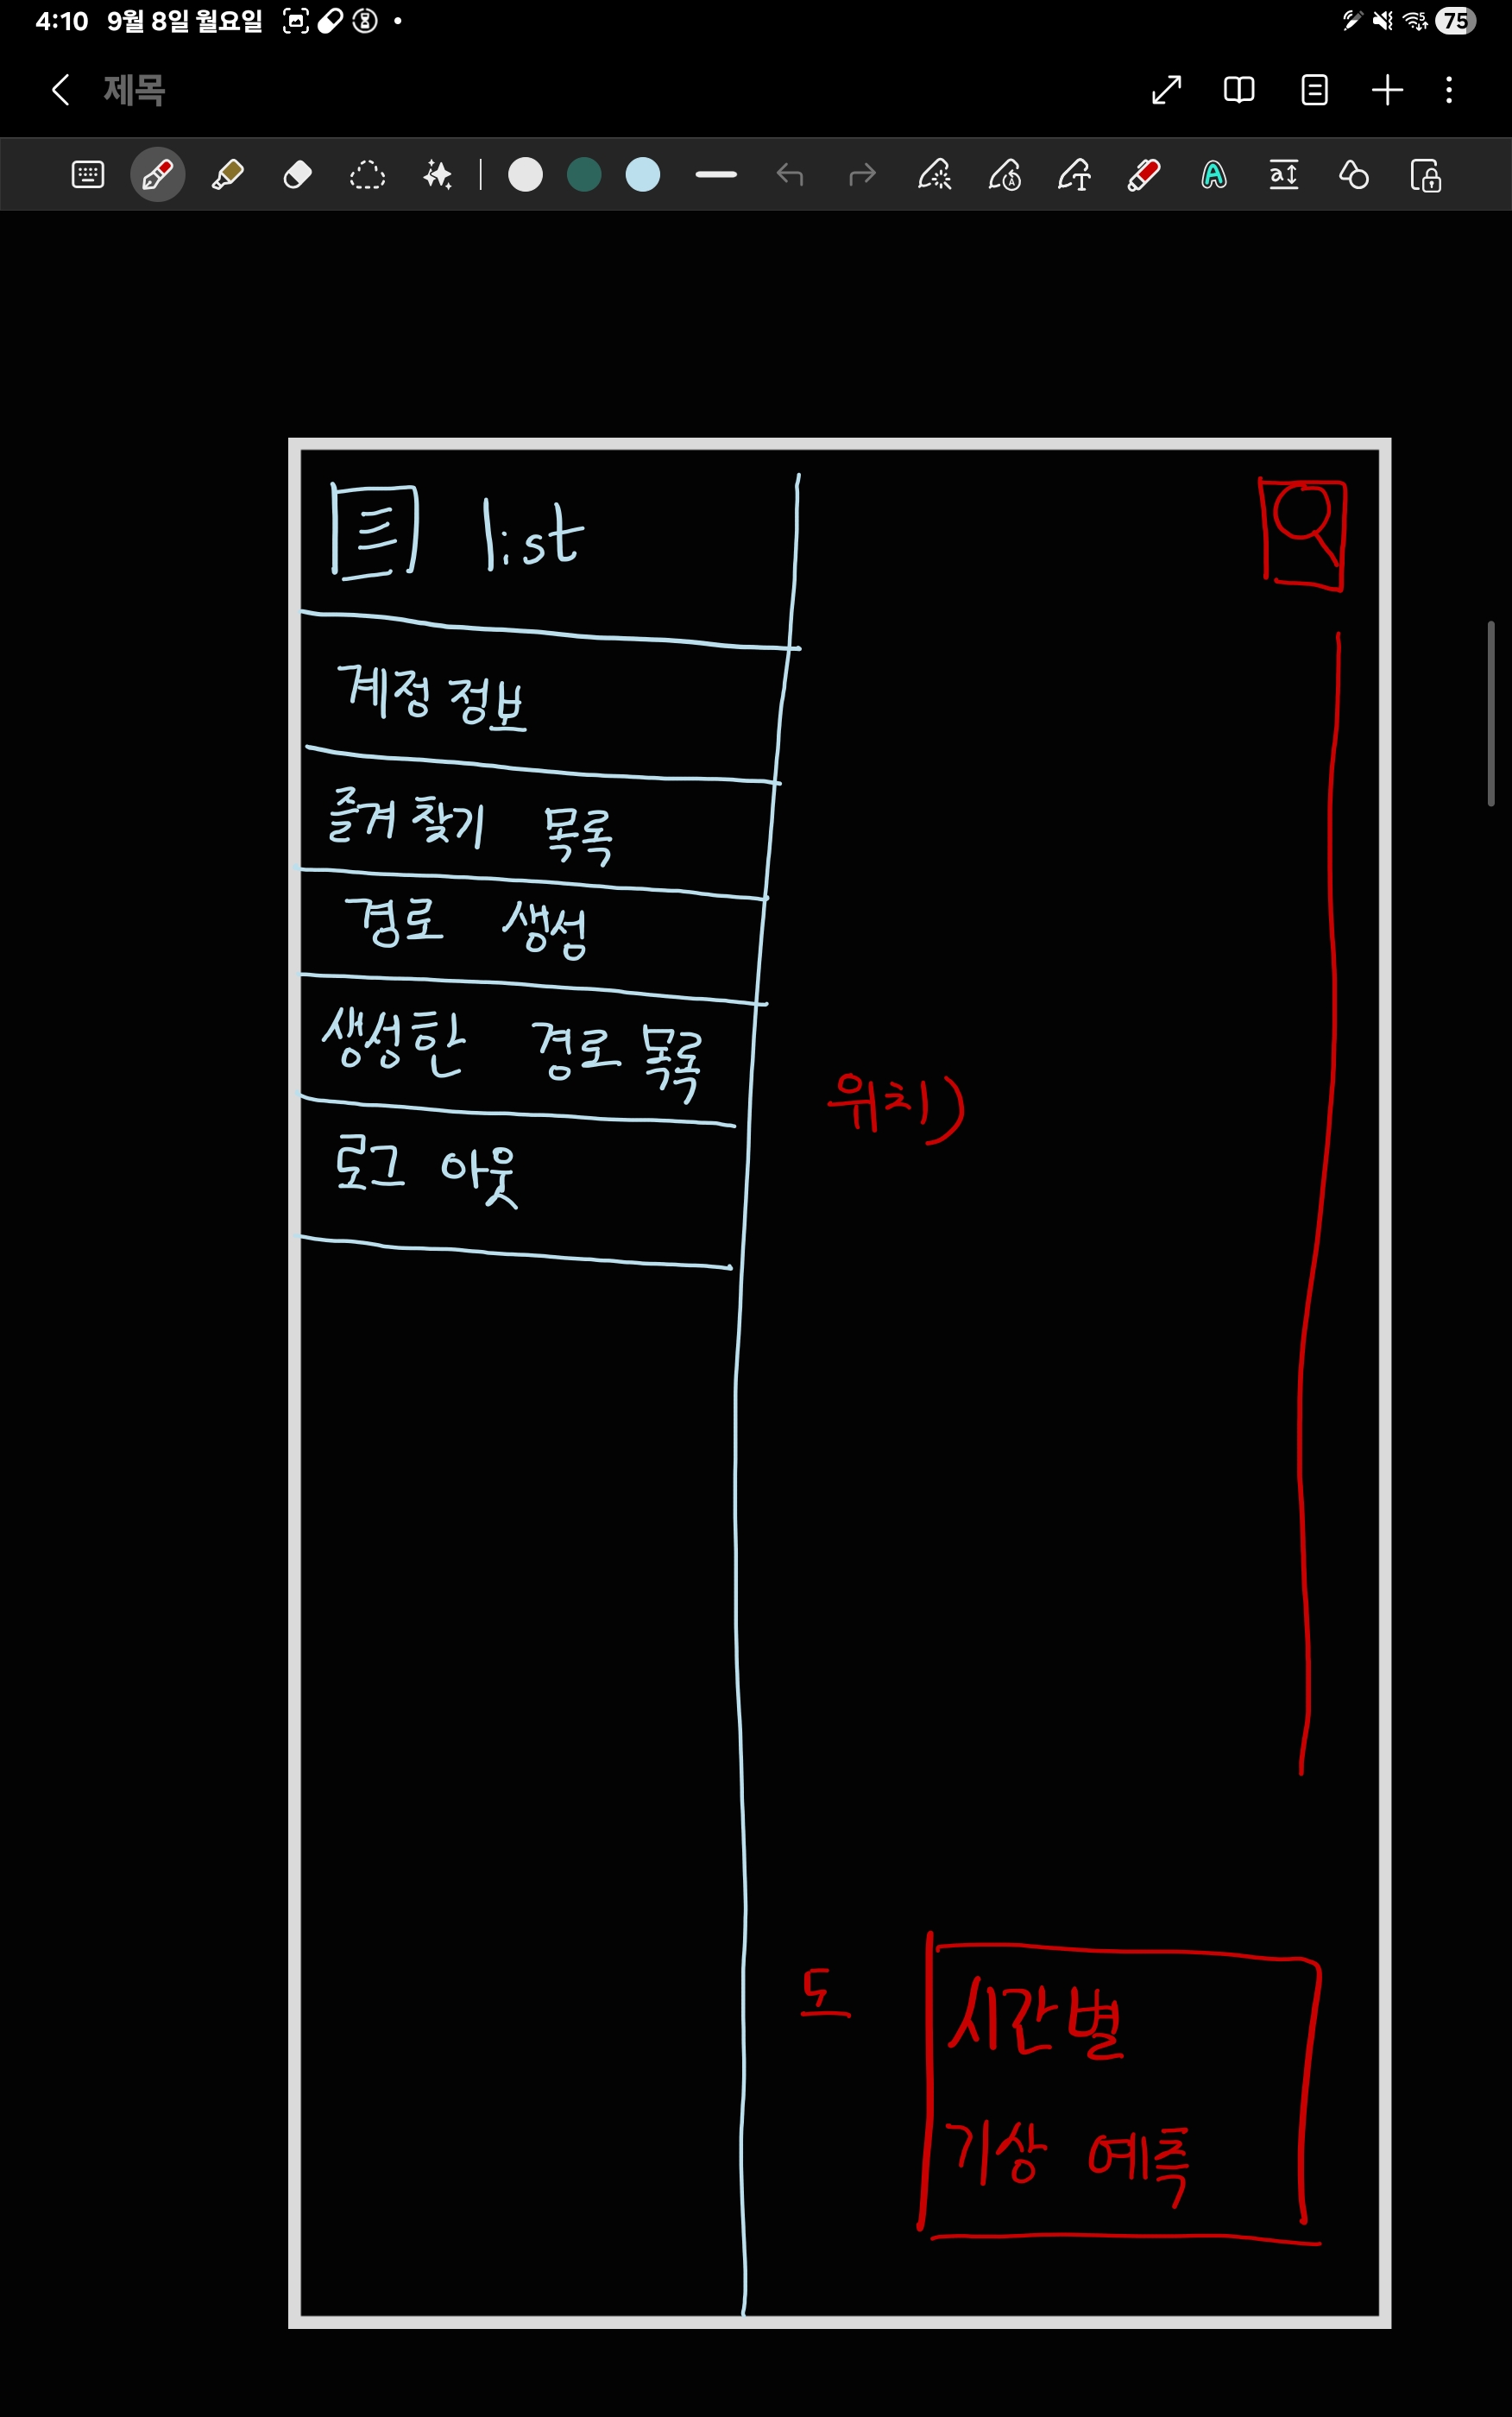 4:10 9월 8일 월요일
75
제목
list
계정 정보
즐겨 찾기 목록
경로 생성
생성한 경로 목록
로그 아웃
위치)
도
시간별
기상 예측